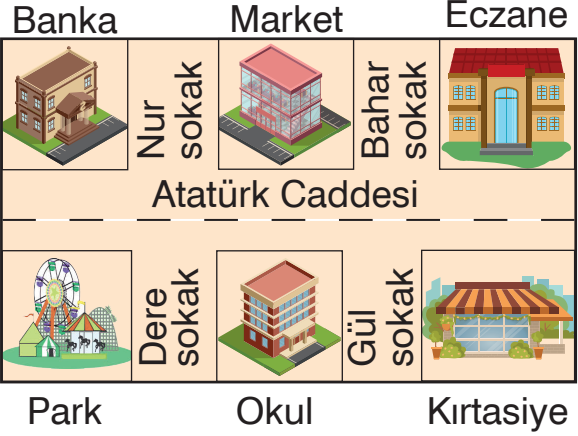 Banka
Market
Eczane
Nur
sokak
Bahar
sokak
Atatürk Caddesi
Dere
sokak
Gül
sokak
Park
Okul
Kırtasiye